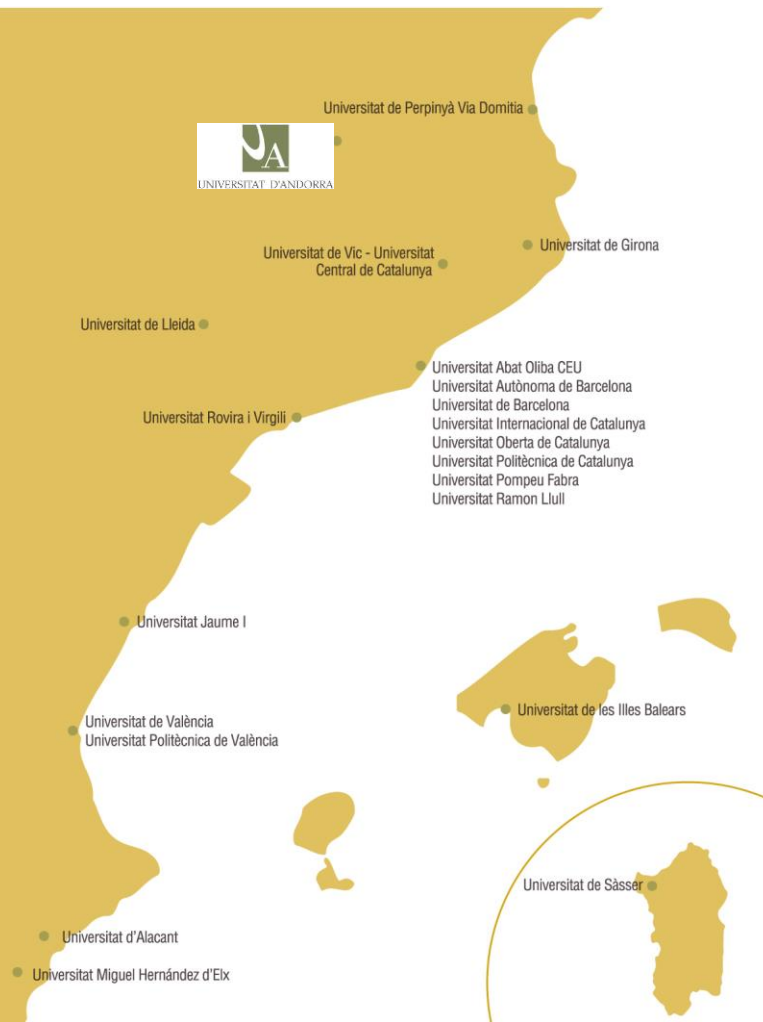 Universitat de Perpinyà Via Domitia
UA
UNIVERSITAT D'ANDORRA
Universitat de Girona
Universitat de Vic - Universitat
Central de Catalunya
Universitat de Lleida
Universitat Abat Oliba CEU
Universitat Autònoma de Barcelona
Universitat de Barcelona
Universitat Internacional de Catalunya
Universitat Oberta de Catalunya
Universitat Politècnica de Catalunya
Universitat Pompeu Fabra
Universitat Ramon Llull
Universitat Rovira i Virgili
Universitat Jaume I
Universitat de les Illes Balears
Universitat de València
Universitat Politècnica de València
Universitat de Sàsser
Universitat d'Alacant
Universitat Miguel Hernández d'Elx